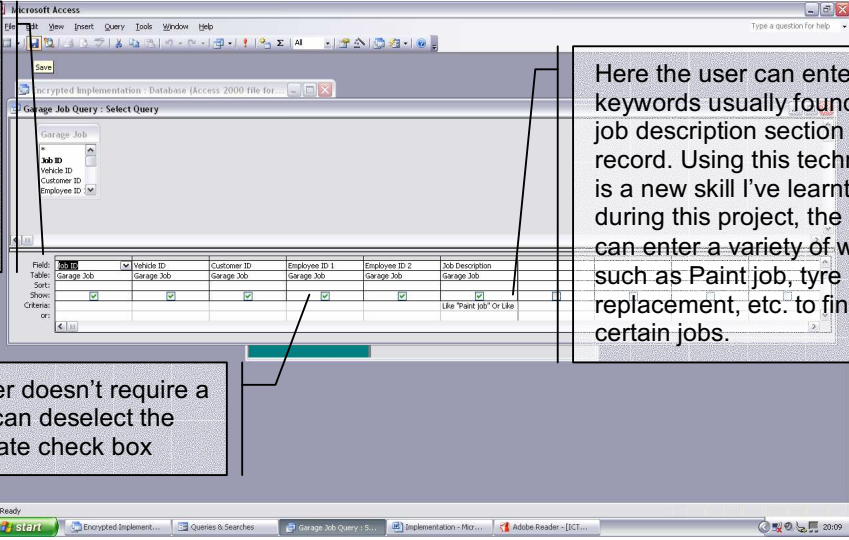 Microsoft Access
File Edit View Insert Query Tools Window Help
Type a question for help
All
Save
Encrypted Implementation : Database (Access 2000 file for...
Garage Job Query : Select Query
Garage Job
*
Job ID
Vehicle ID
Customer ID
Employee ID
Here the user can ente
keywords usually found
job description section
record. Using this techn
is a new skill I've learnt
during this project, the
can enter a variety of w
such as Paint job, tyre
replacement, etc. to fin
certain jobs.
Field: Job ID Vehicle ID Customer ID Employee ID 1 Employee ID 2 Job Description
Table: Garage Job Garage Job Garage Job Garage Job Garage Job Garage Job
Sort:
Show:
Criteria: Like "Paint job" Or Like
or:
er doesn't require a
can deselect the
ate check box
Ready
start Encrypted Implement... Queries & Searches Garage Job Query : S... Implementation - Micr... Adobe Reader - [ICT... 20:09